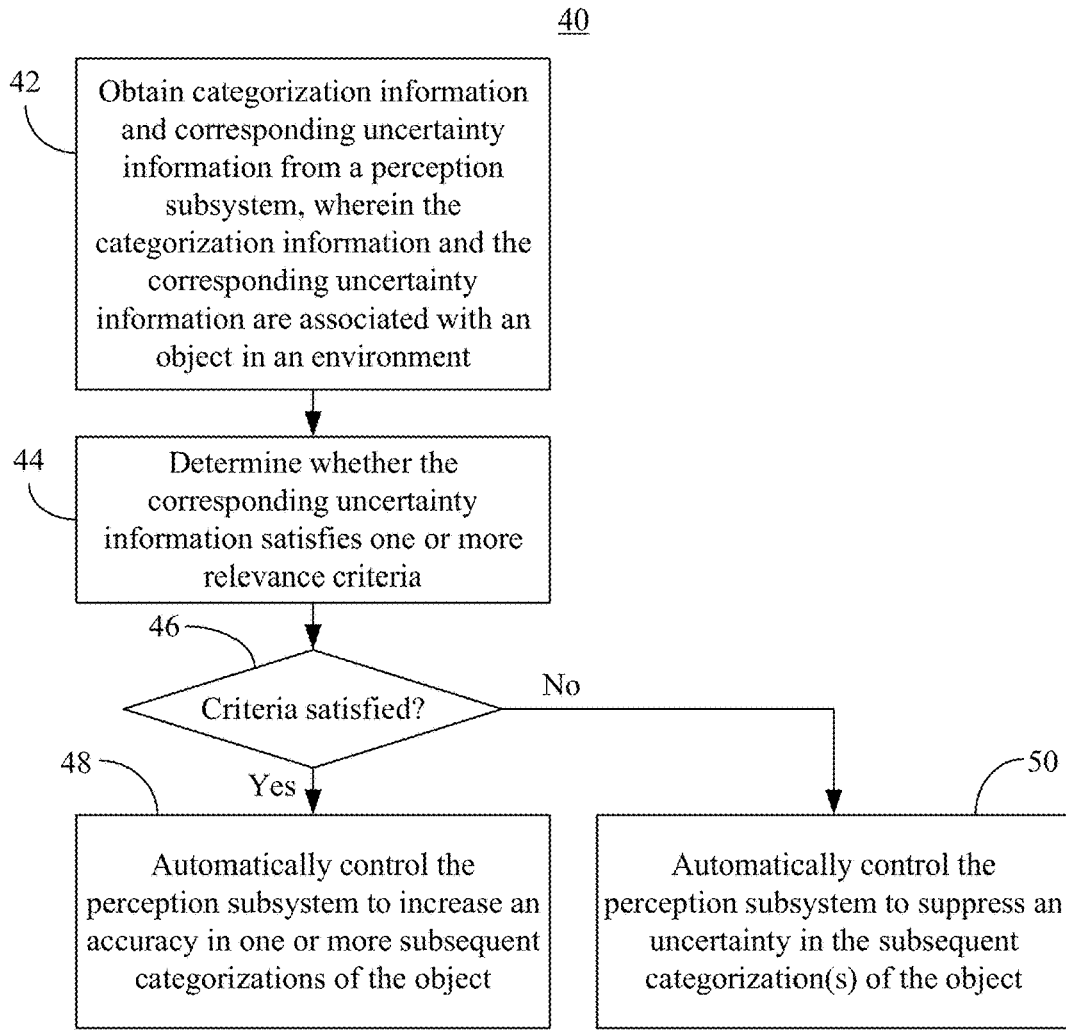 40
42
Obtain categorization information
and corresponding uncertainty
information from a perception
subsystem, wherein the
categorization information and the
corresponding uncertainty
information are associated with an
object in an environment
44
Determine whether the
corresponding uncertainty
information satisfies one or more
relevance criteria
46
Criteria satisfied?
No
Yes
48
Automatically control the
perception subsystem to increase an
accuracy in one or more subsequent
categorizations of the object
50
Automatically control the
perception subsystem to suppress an
uncertainty in the subsequent
categorization(s) of the object